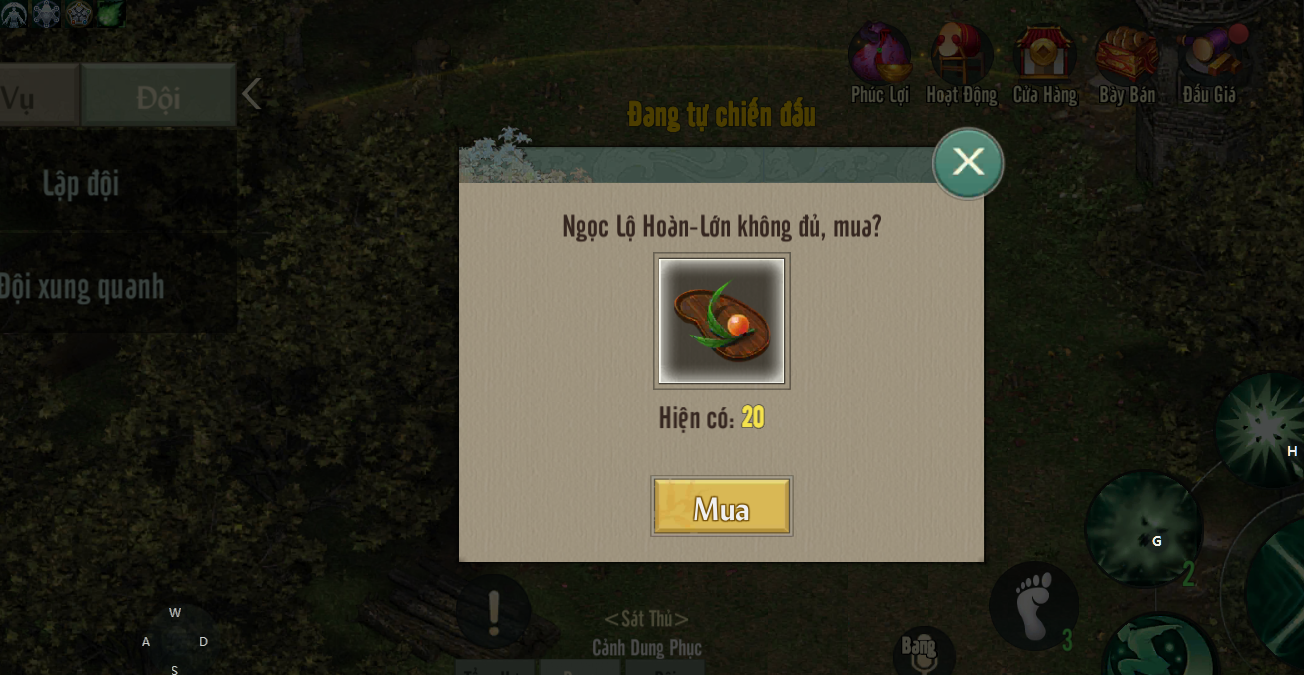 Vụ
Đội
Phúc Lợi
Hoạt Động
Cửa Hàng
Bày Bán
Đấu Giá
Đang tự chiến đấu
Lập đội
Đội xung quanh
Ngọc Lộ Hoàn-Lớn không đủ, mua?
Hiện có: 20
Mua
H
G
2
3
W
A
D
S
<Sát Thủ>
Cảnh Dung Phục
Bang